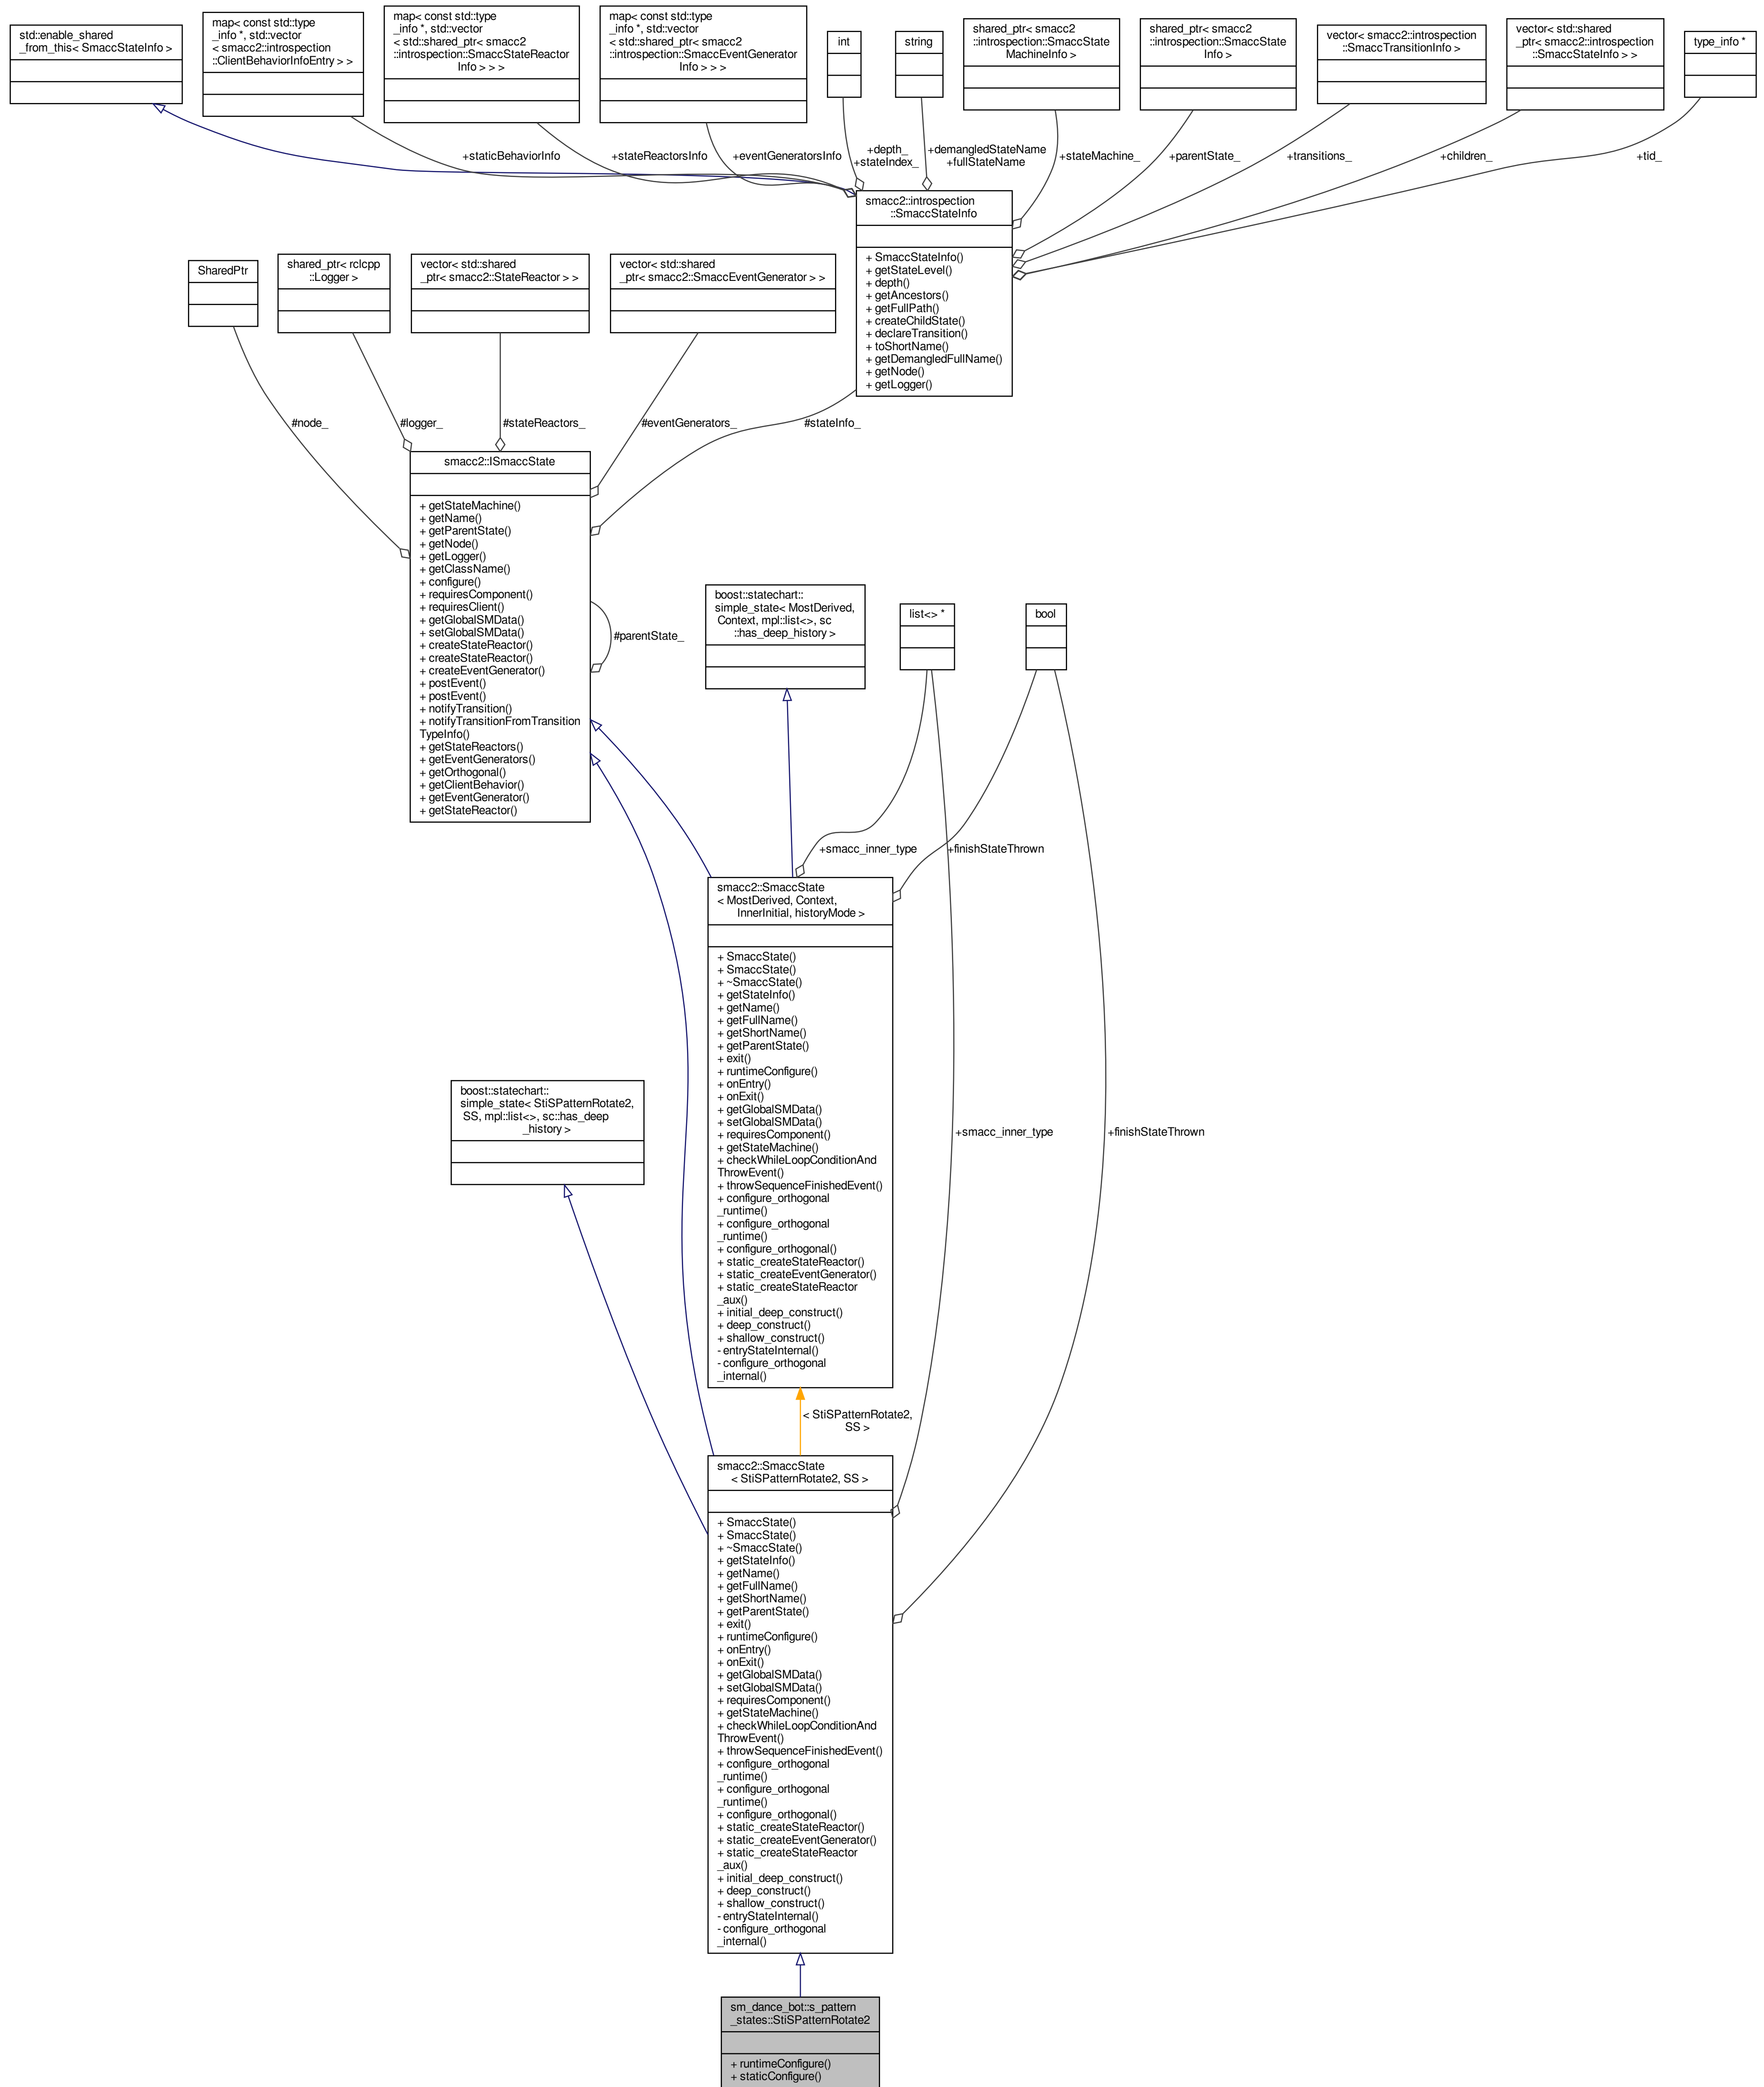 std::enable_shared
_from_this< SmaccStateInfo >
map< const std::type
_info *, std::vector
< smacc2::introspection
::ClientBehaviorInfoEntry > >
map< const std::type
_info *, std::vector
< std::shared_ptr< smacc2
::introspection::SmaccStateReactor
Info > > >
map< const std::type
_info *, std::vector
< std::shared_ptr< smacc2
::introspection::SmaccEventGenerator
Info > > >
int
string
shared_ptr< smacc2
::introspection::SmaccState
MachineInfo >
shared_ptr< smacc2
::introspection::SmaccState
Info >
vector< smacc2::introspection
::SmaccTransitionInfo >
vector< std::shared
_ptr< smacc2::introspection
::SmaccStateInfo > >
type_info *
+staticBehaviorInfo
+stateReactorsInfo
+eventGeneratorsInfo
+depth_
+stateIndex_
+demangledStateName
+fullStateName
+stateMachine_
+parentState_
+transitions_
+children_
+tid_
smacc2::introspection
::SmaccStateInfo
+ SmaccStateInfo()
+ getStateLevel()
+ depth()
+ getAncestors()
+ getFullPath()
+ createChildState()
+ declareTransition()
+ toShortName()
+ getDemangledFullName()
+ getNode()
+ getLogger()
SharedPtr
shared_ptr< rclcpp
::Logger >
vector< std::shared
_ptr< smacc2::StateReactor > >
vector< std::shared
_ptr< smacc2::SmaccEventGenerator > >
#node_
#logger_
#stateReactors_
#eventGenerators_
#stateInfo_
smacc2::ISmaccState
+ getStateMachine()
+ getName()
+ getParentState()
+ getNode()
+ getLogger()
+ getClassName()
+ configure()
+ requiresComponent()
+ requiresClient()
+ getGlobalSMData()
+ setGlobalSMData()
+ createStateReactor()
+ createStateReactor()
+ createEventGenerator()
+ postEvent()
+ postEvent()
+ notifyTransition()
+ notifyTransitionFromTransition
TypeInfo()
+ getStateReactors()
+ getEventGenerators()
+ getOrthogonal()
+ getClientBehavior()
+ getEventGenerator()
+ getStateReactor()
#parentState_
boost::statechart::
simple_state< MostDerived,
Context, mpl::list<>, sc
::has_deep_history >
list<> *
bool
+smacc_inner_type
+finishStateThrown
smacc2::SmaccState
< MostDerived, Context,
InnerInitial, historyMode >
+ SmaccState()
+ SmaccState()
+ ~SmaccState()
+ getStateInfo()
+ getName()
+ getFullName()
+ getShortName()
+ getParentState()
+ exit()
+ runtimeConfigure()
+ onEntry()
+ onExit()
+ getGlobalSMData()
+ setGlobalSMData()
+ requiresComponent()
+ getStateMachine()
+ checkWhileLoopConditionAnd
ThrowEvent()
+ throwSequenceFinishedEvent()
+ configure_orthogonal
_runtime()
+ configure_orthogonal
_runtime()
+ configure_orthogonal()
+ static_createStateReactor()
+ static_createEventGenerator()
+ static_createStateReactor
_aux()
+ initial_deep_construct()
+ deep_construct()
+ shallow_construct()
- entryStateInternal()
- configure_orthogonal
_internal()
boost::statechart::
simple_state< StiSPatternRotate2,
SS, mpl::list<>, sc::has_deep
_history >
+smacc_inner_type
+finishStateThrown
< StiSPatternRotate2,
SS >
smacc2::SmaccState
< StiSPatternRotate2, SS >
+ SmaccState()
+ SmaccState()
+ ~SmaccState()
+ getStateInfo()
+ getName()
+ getFullName()
+ getShortName()
+ getParentState()
+ exit()
+ runtimeConfigure()
+ onEntry()
+ onExit()
+ getGlobalSMData()
+ setGlobalSMData()
+ requiresComponent()
+ getStateMachine()
+ checkWhileLoopConditionAnd
ThrowEvent()
+ throwSequenceFinishedEvent()
+ configure_orthogonal
_runtime()
+ configure_orthogonal
_runtime()
+ configure_orthogonal()
+ static_createStateReactor()
+ static_createEventGenerator()
+ static_createStateReactor
_aux()
+ initial_deep_construct()
+ deep_construct()
+ shallow_construct()
- entryStateInternal()
- configure_orthogonal
_internal()
sm_dance_bot::s_pattern
_states::StiSPatternRotate2
+ runtimeConfigure()
+ staticConfigure()